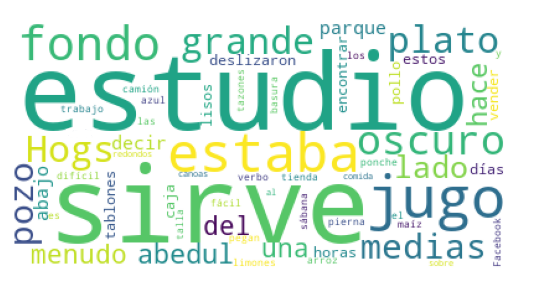 fondo grande parque plato
deslizaron los estos y
estudio
camión azul lisos tazones basura encontrar pollo hace vender
trabajo las
Hogs decir estaba oscuro
pozo abajo difícil redondos canoas verbo tienda ponche comida lado días
sirve jugo
es tablones caja talla fácil al sábana pierna el maíz
del una horas medias
menudo abedul pegan limones arroz sobre Facebook